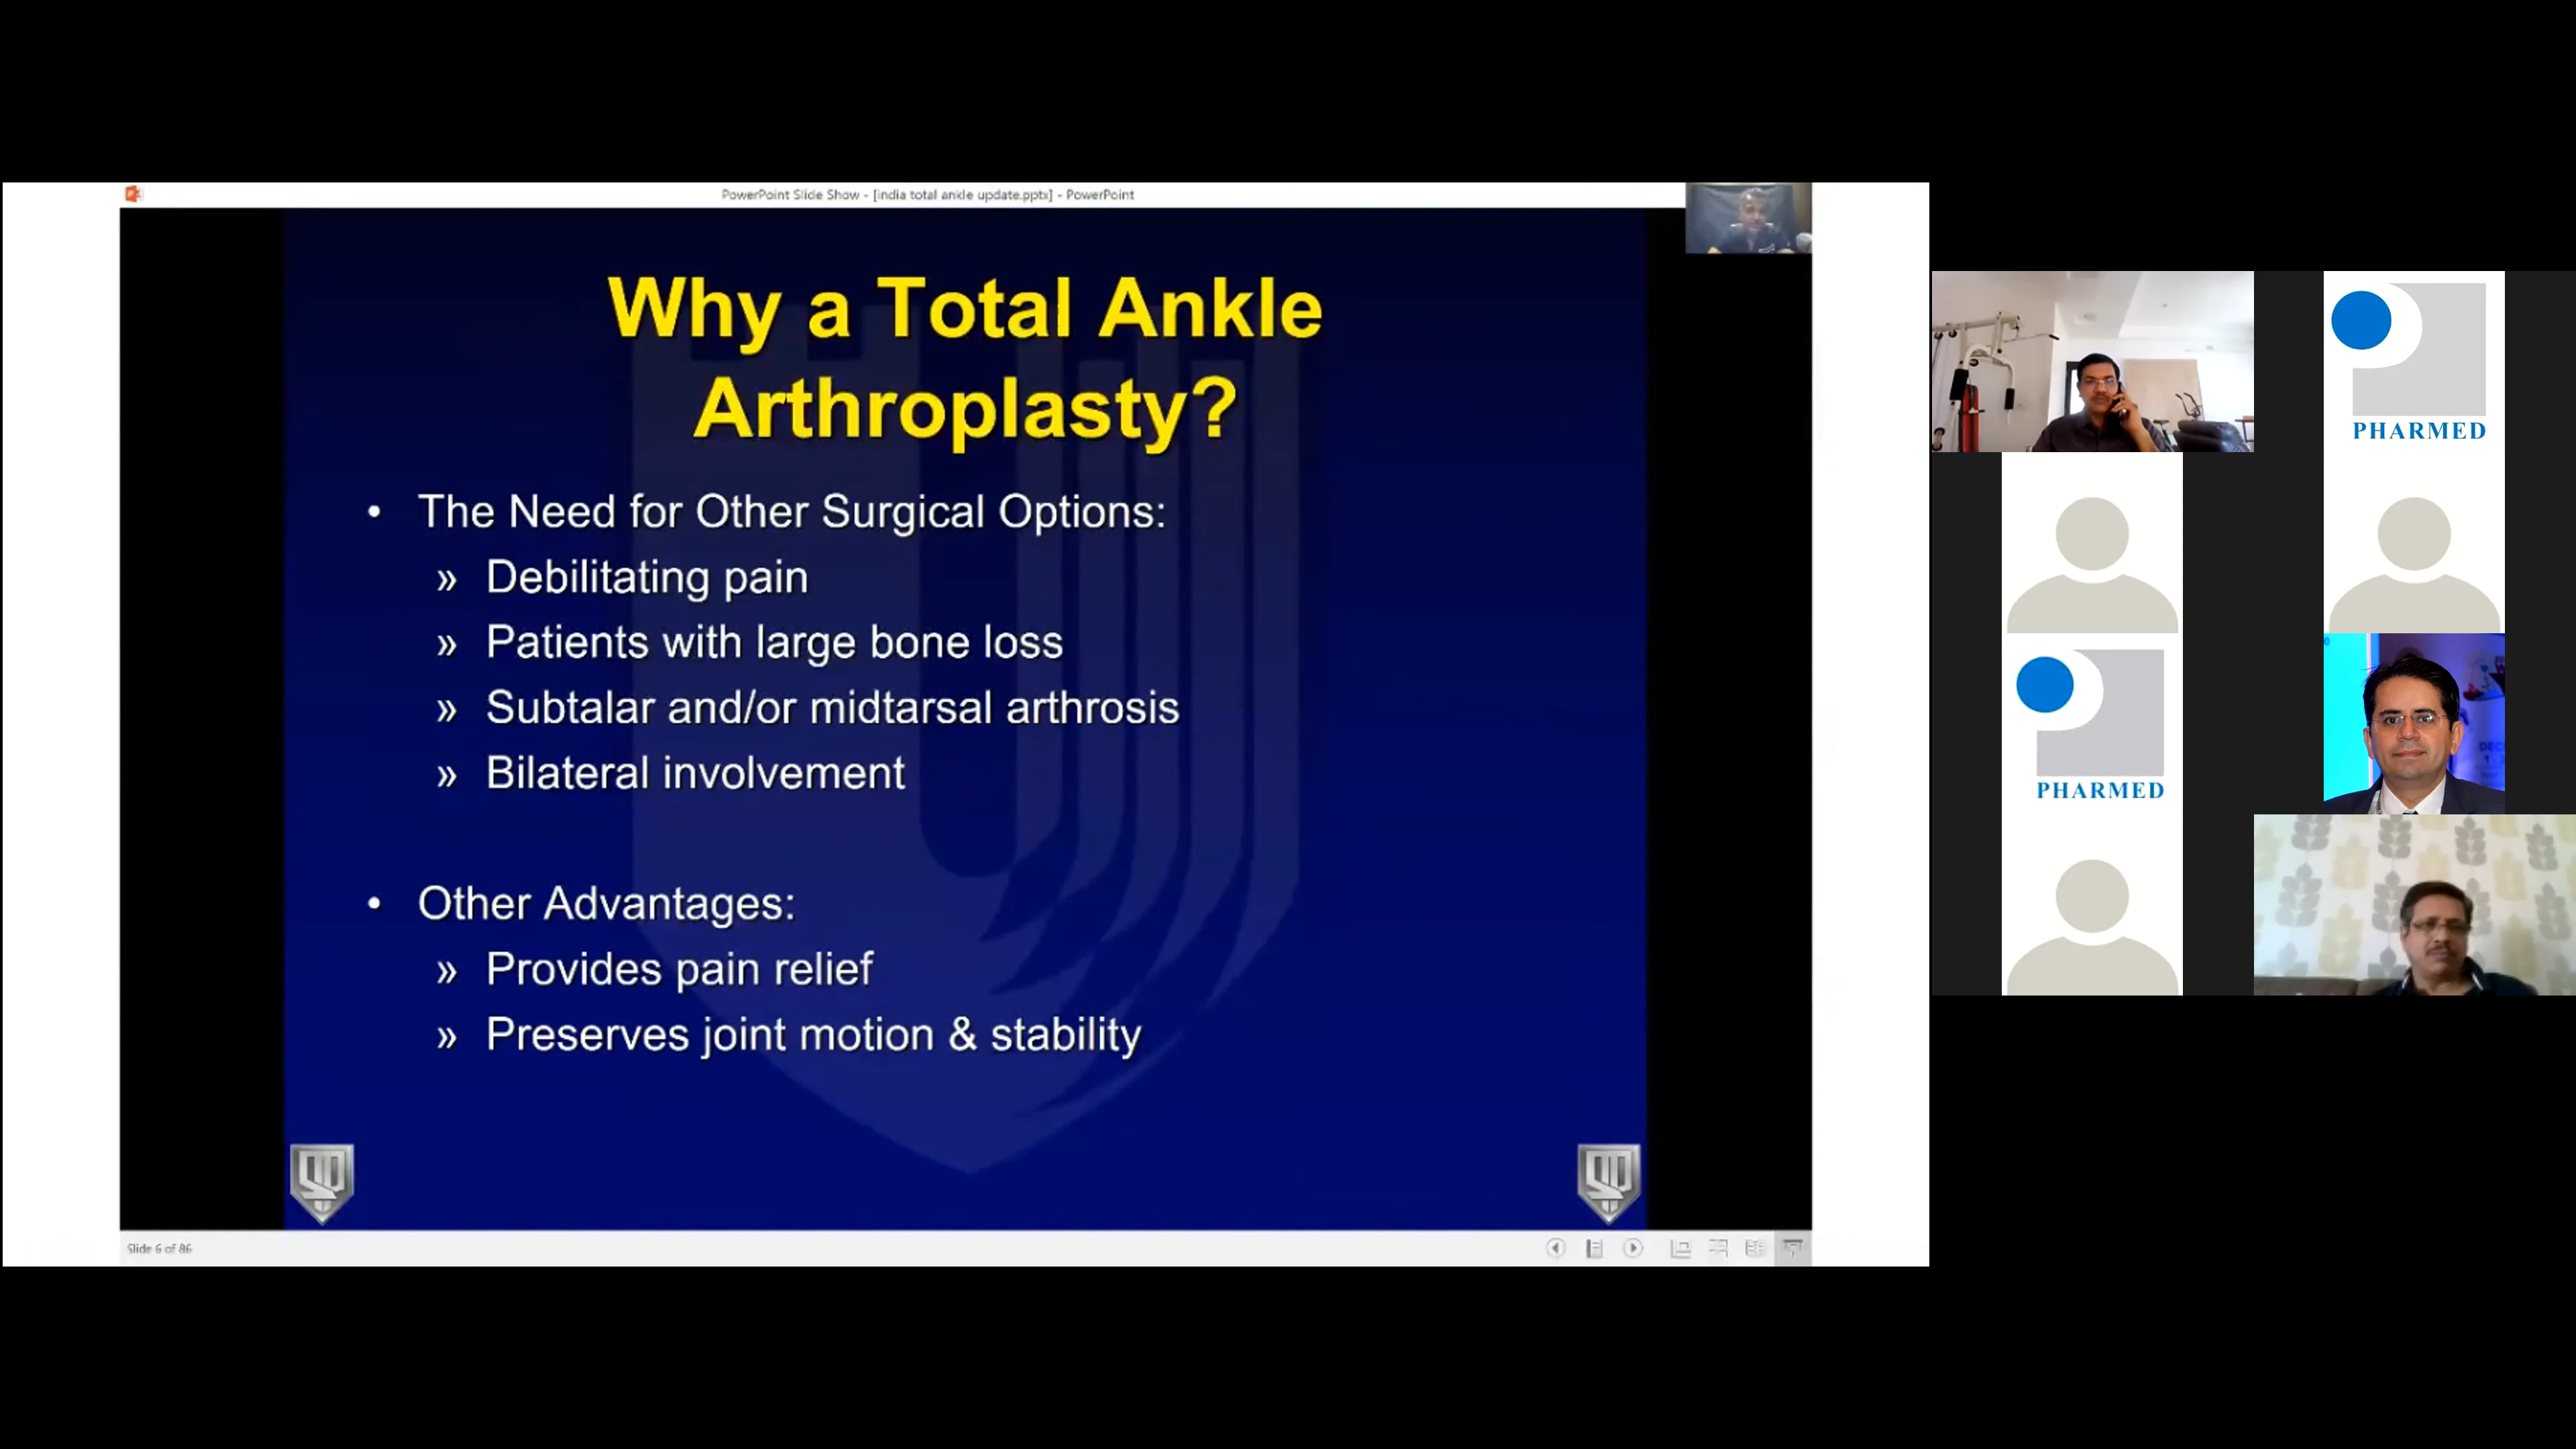 PowerPoint Slide Show - [india total ankle update.pptx] - PowerPoint
Why a Total Ankle
Arthroplasty?
• The Need for Other Surgical Options:
» Debilitating pain
» Patients with large bone loss
» Subtalar and/or midtarsal arthrosis
» Bilateral involvement
• Other Advantages:
» Provides pain relief
» Preserves joint motion & stability
Slide 6 of 86
PHARMED
PHARMED